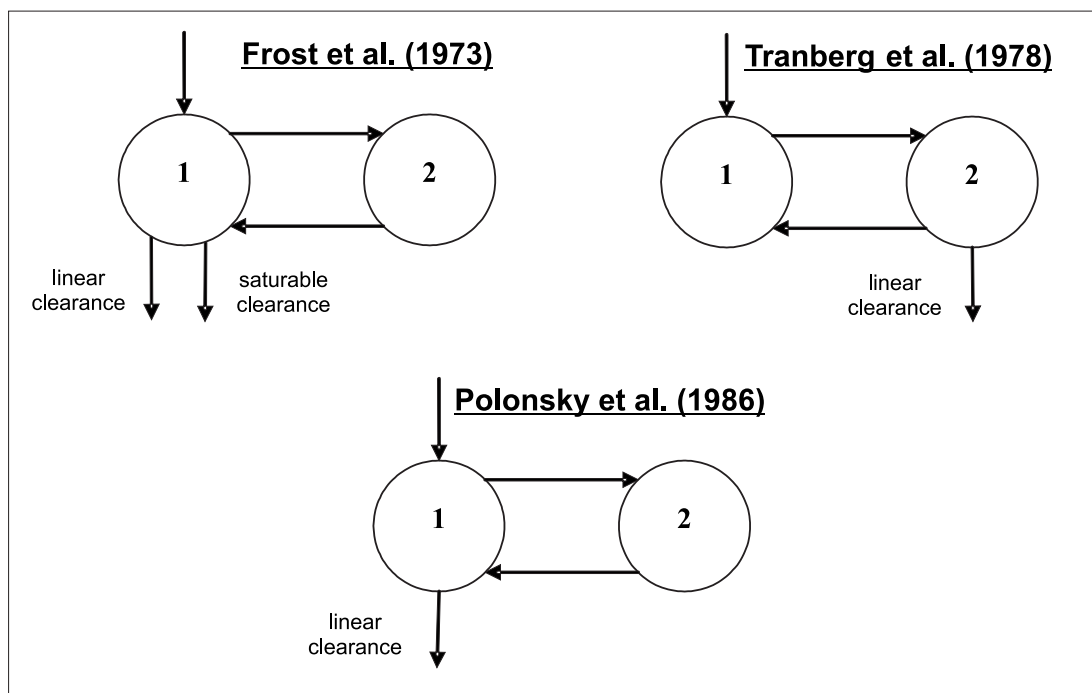 Frost et al. (1973)
1
2
linear
clearance
saturable
clearance
Tranberg et al. (1978)
1
2
linear
clearance
Polonsky et al. (1986)
1
2
linear
clearance